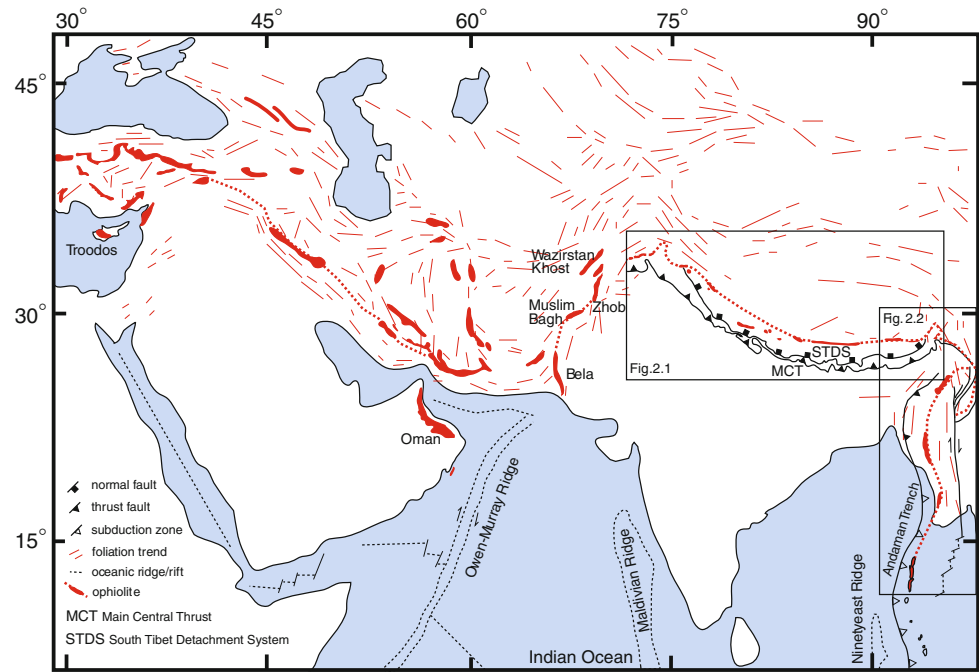 30° 45° 60° 75° 90°
45°
30°
15°
Troodos
Wazirstan
Khost
Muslim
Bagh
Zhob
Bela
Oman
Fig.2.1
Fig.2.2
STDS
MCT
Owen-Murray Ridge
Maldivian Ridge
Ninetyeast Ridge
Andaman Trench
Indian Ocean
normal fault
thrust fault
subduction zone
foliation trend
oceanic ridge/rift
ophiolite
MCT Main Central Thrust
STDS South Tibet Detachment System